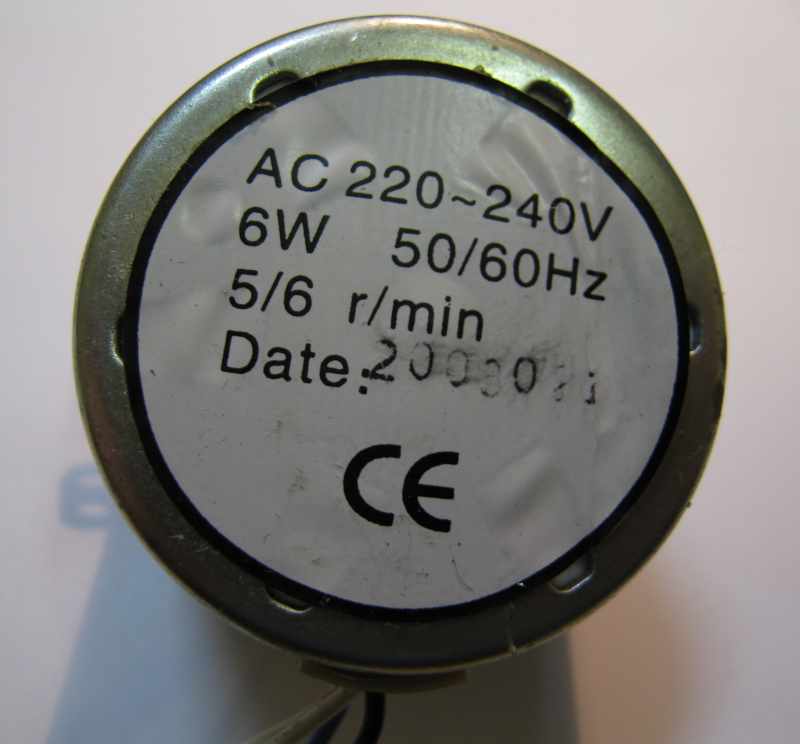 AC 220~240V
6W 50/60Hz
5/6 r/min
Date:
CE